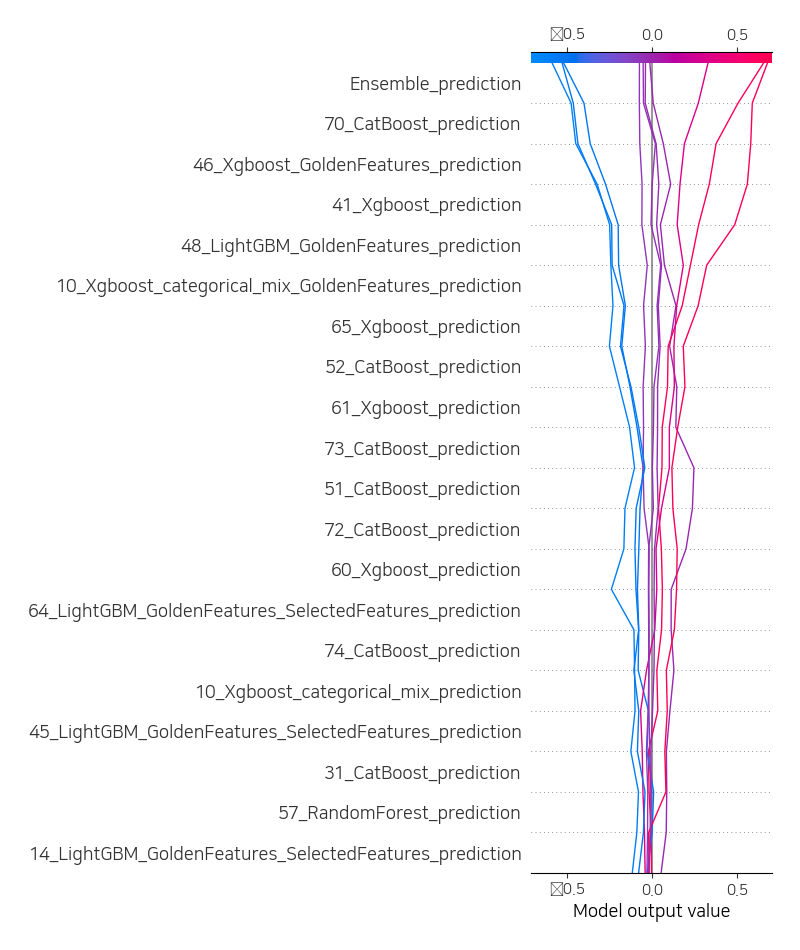 0.5 0.0 0.5
Ensemble_prediction
70_CatBoost_prediction
46_Xgboost_GoldenFeatures_prediction
41_Xgboost_prediction
48_LightGBM_GoldenFeatures_prediction
10_Xgboost_categorical_mix_GoldenFeatures_prediction
65_Xgboost_prediction
52_CatBoost_prediction
61_Xgboost_prediction
73_CatBoost_prediction
51_CatBoost_prediction
72_CatBoost_prediction
60_Xgboost_prediction
64_LightGBM_GoldenFeatures_SelectedFeatures_prediction
74_CatBoost_prediction
10_Xgboost_categorical_mix_prediction
45_LightGBM_GoldenFeatures_SelectedFeatures_prediction
31_CatBoost_prediction
57_RandomForest_prediction
14_LightGBM_GoldenFeatures_SelectedFeatures_prediction
0.5 0.0 0.5
Model output value